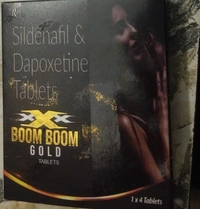 Sildenafil &
Dapoxetine
Tablets
XXX
BOOM BOOM
GOLD
TABLETS
1 x 4 Tablets